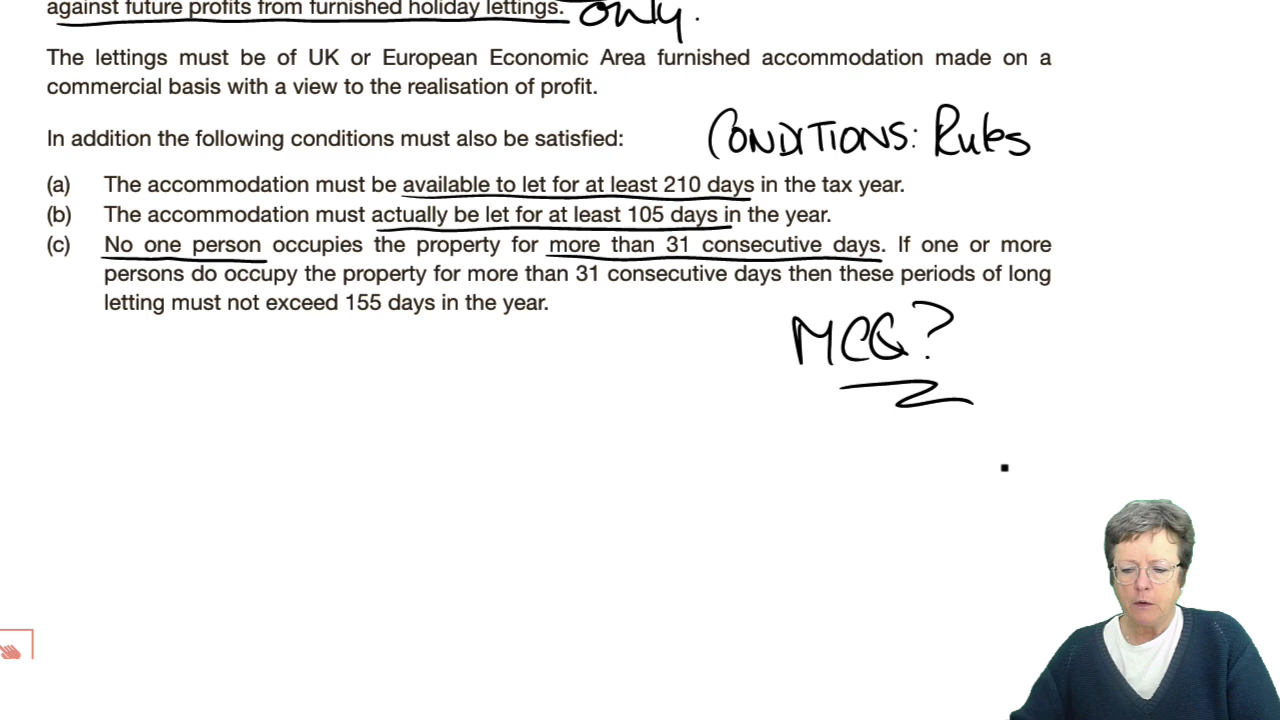 against future profits from furnished holiday lettings. only.
The lettings must be of UK or European Economic Area furnished accommodation made on a
commercial basis with a view to the realisation of profit.
In addition the following conditions must also be satisfied: CONDITIONS: Rules
(a) The accommodation must be available to let for at least 210 days in the tax year.
(b) The accommodation must actually be let for at least 105 days in the year.
(c) No one person occupies the property for more than 31 consecutive days. If one or more
persons do occupy the property for more than 31 consecutive days then these periods of long
letting must not exceed 155 days in the year.
MCQ?